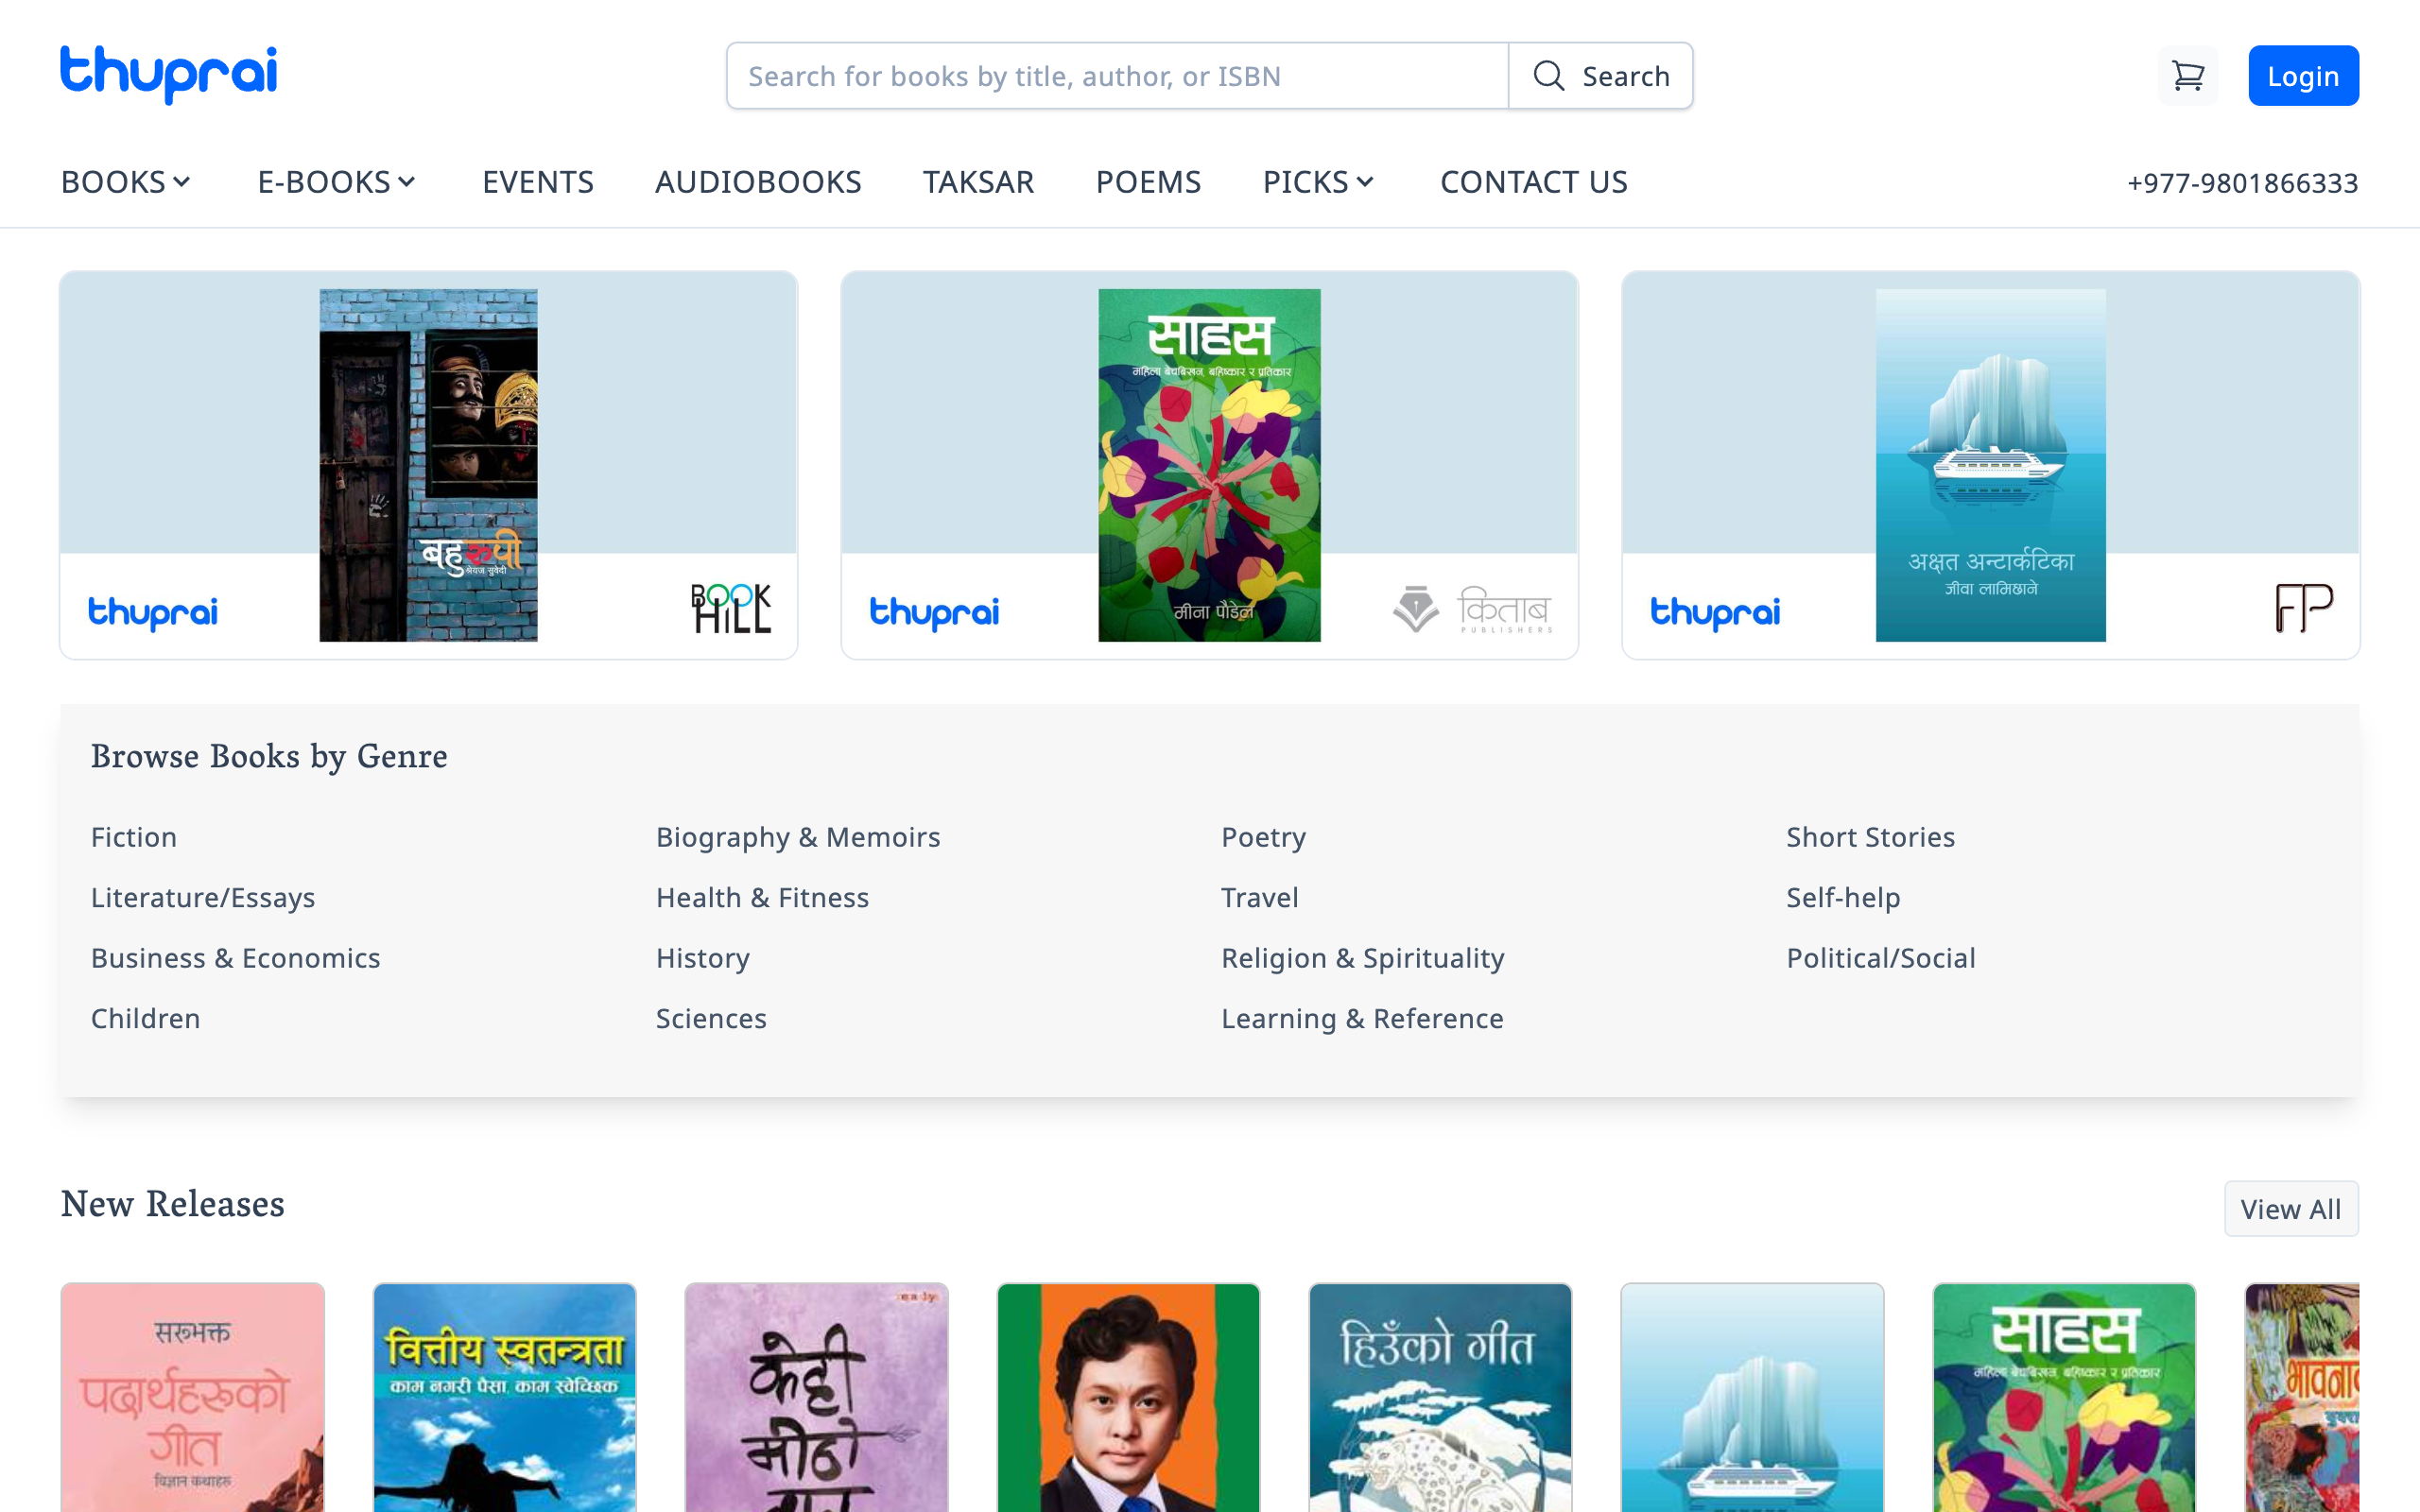 thuprai
Search for books by title, author, or ISBN
Search
Login
BOOKS
E-BOOKS
EVENTS
AUDIOBOOKS
TAKSAR
POEMS
PICKS
CONTACT US
+977-9801866333
बहुरुपी
श्रेयज सुवेदी
thuprai
BOOK
HiLL
साहस
महिला बेचबिखन, बहिष्कार र प्रतिकार
मीना पौडेल
thuprai
किताब
PUBLISHERS
अक्षत अन्टार्कटिका
जीवा लामिछाने
thuprai
FP
Browse Books by Genre
Fiction
Biography & Memoirs
Poetry
Short Stories
Literature/Essays
Health & Fitness
Travel
Self-help
Business & Economics
History
Religion & Spirituality
Political/Social
Children
Sciences
Learning & Reference
New Releases
View All
सरुभक्त
पदार्थहरुको
गीत
विज्ञान कथाहरु
वित्तीय स्वतन्त्रता
काम नगरी पैसा, काम स्वेच्छिक
केही
मीठो
हिउँको गीत
साहस
महिला बेचबिखन, बहिष्कार र प्रतिकार